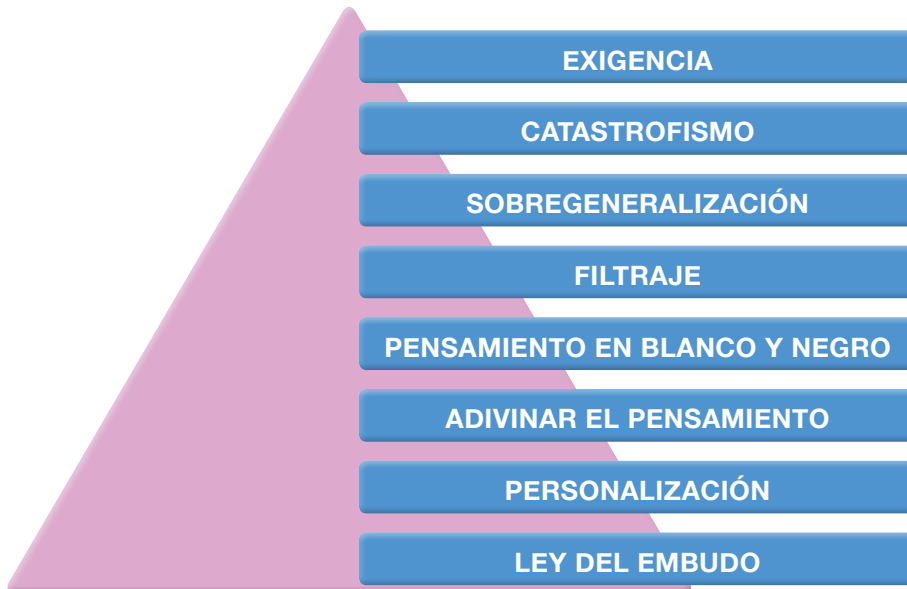 EXIGENCIA
CATASTROFISMO
SOBREGENERALIZACIÓN
FILTRAJE
PENSAMIENTO EN BLANCO Y NEGRO
ADIVINAR EL PENSAMIENTO
PERSONALIZACIÓN
LEY DEL EMBUDO